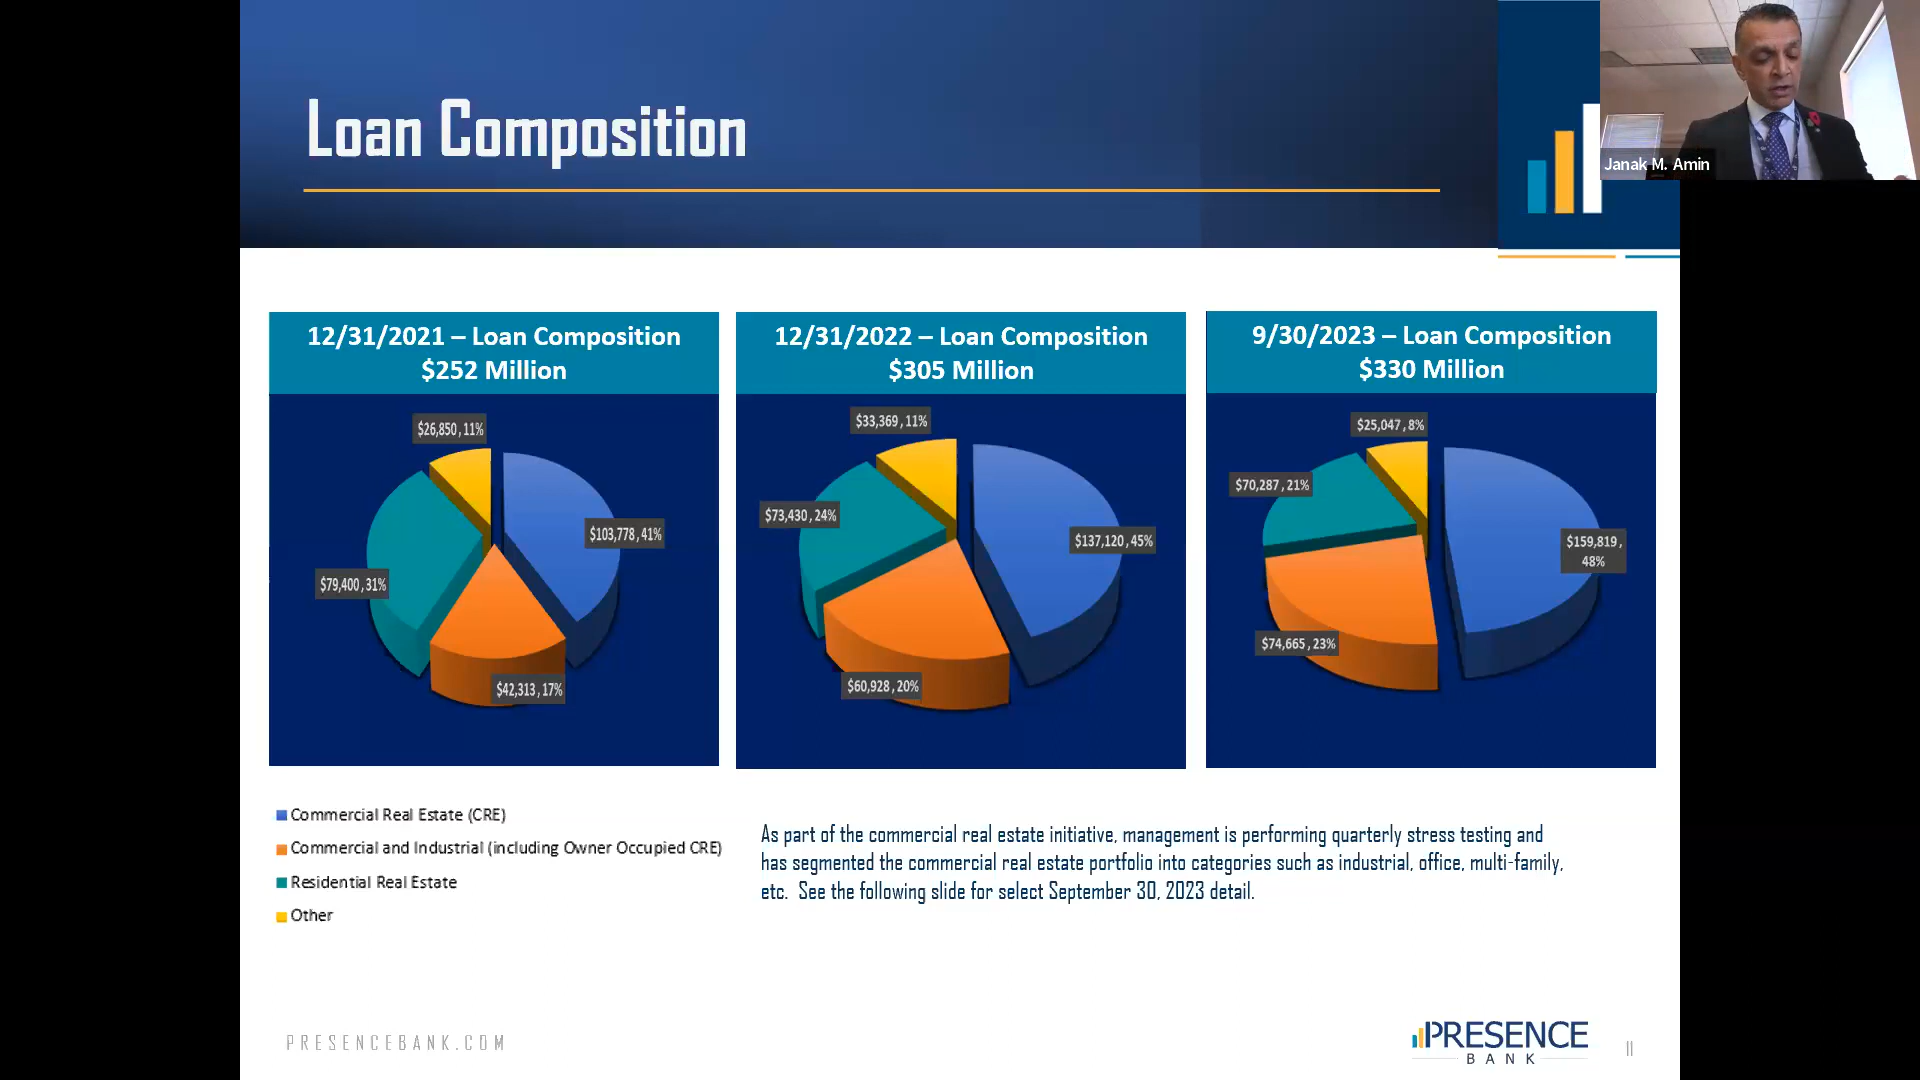 Loan Composition
Janak M. Amin
12/31/2021 – Loan Composition
$252 Million
$26,850, 11%
$103,778, 41%
$79,400, 31%
$42,313, 17%
12/31/2022 – Loan Composition
$305 Million
$33,369, 11%
$73,430, 24%
$137,120, 45%
$60,928, 20%
9/30/2023 – Loan Composition
$330 Million
$25,047, 8%
$70,287, 21%
$159,819,
48%
$74,665, 23%
Commercial Real Estate (CRE)
Commercial and Industrial (including Owner Occupied CRE)
Residential Real Estate
Other
As part of the commercial real estate initiative, management is performing quarterly stress testing and
has segmented the commercial real estate portfolio into categories such as industrial, office, multi-family,
etc. See the following slide for select September 30, 2023 detail.
PRESENCEBANK.COM
PRESENCE
BANK
11